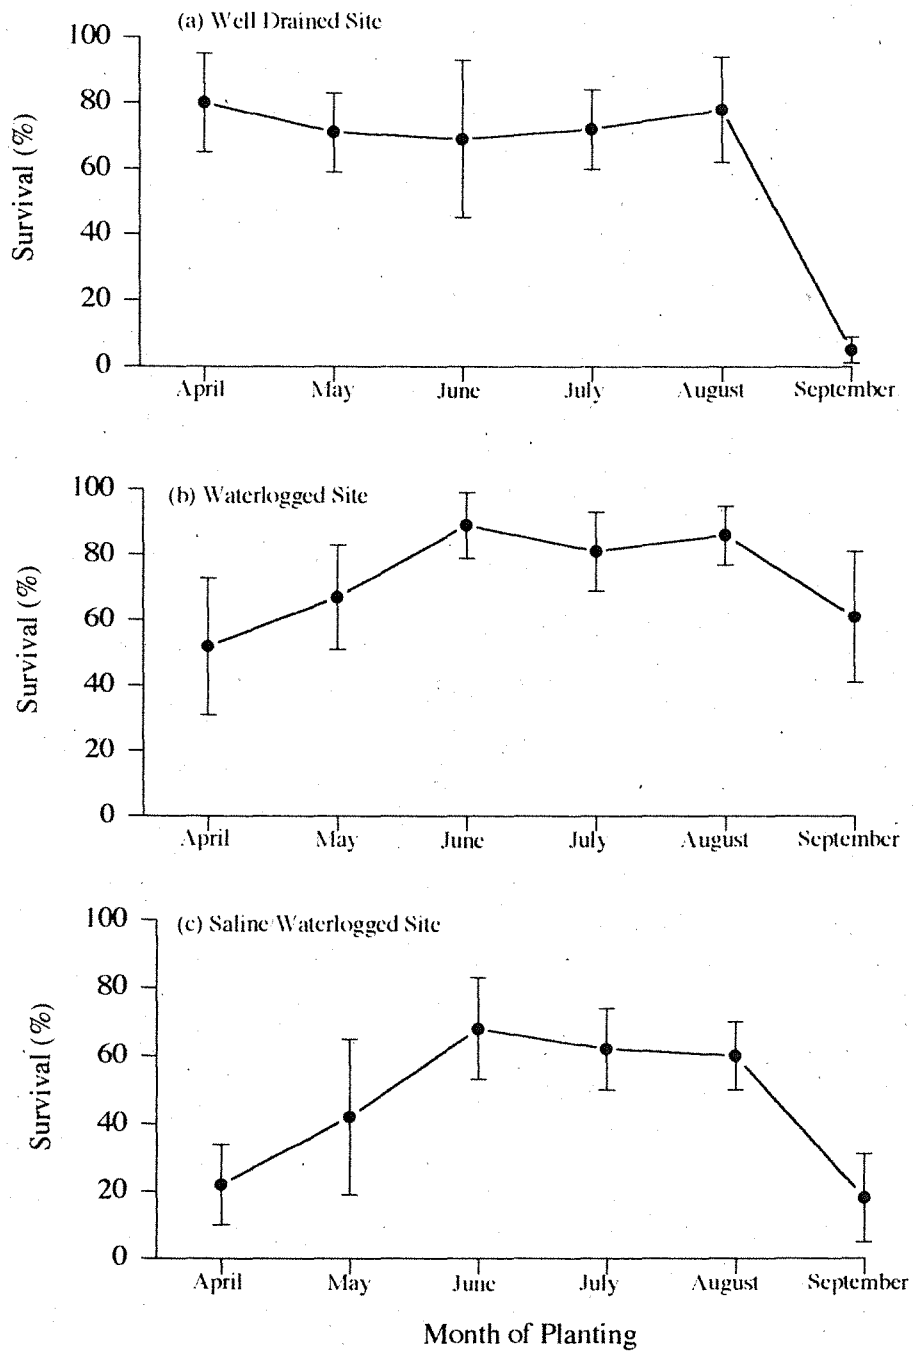 (a) Well Drained Site
100
80
60
40
20
0
Survival (%)
April May June July August September
(b) Waterlogged Site
100
80
60
40
20
0
Survival (%)
April May June July August September
(c) Saline/Waterlogged Site
100
80
60
40
20
0
Survival (%)
April May June July August September
Month of Planting